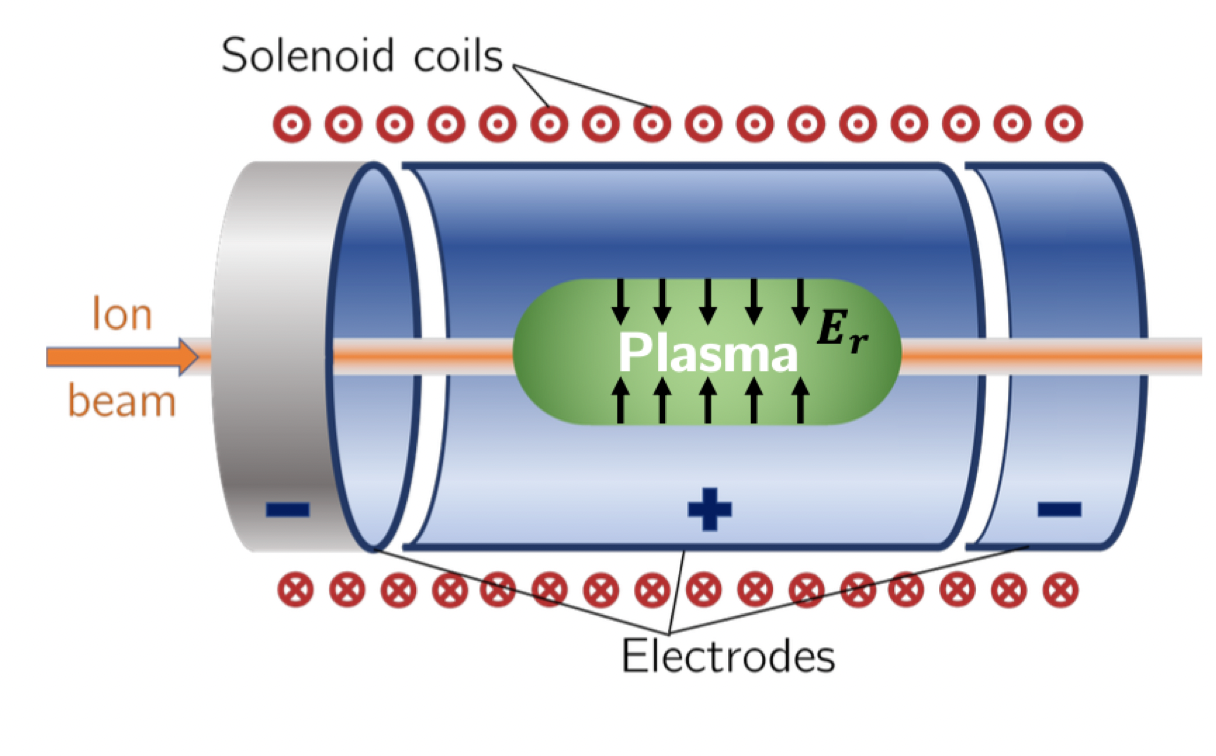 Solenoid coils
Ion
beam
Plasma
E_r
-
+
-
Electrodes